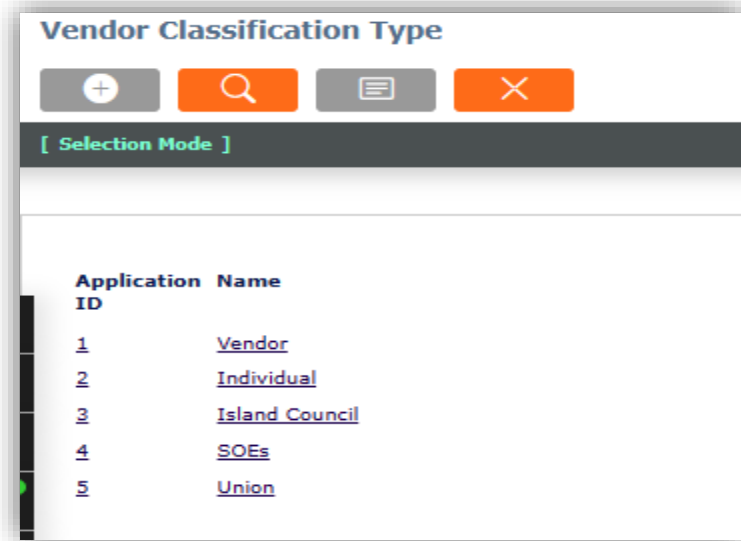 Vendor Classification Type
[ Selection Mode ]
Application ID Name
1 Vendor
2 Individual
3 Island Council
4 SOEs
5 Union